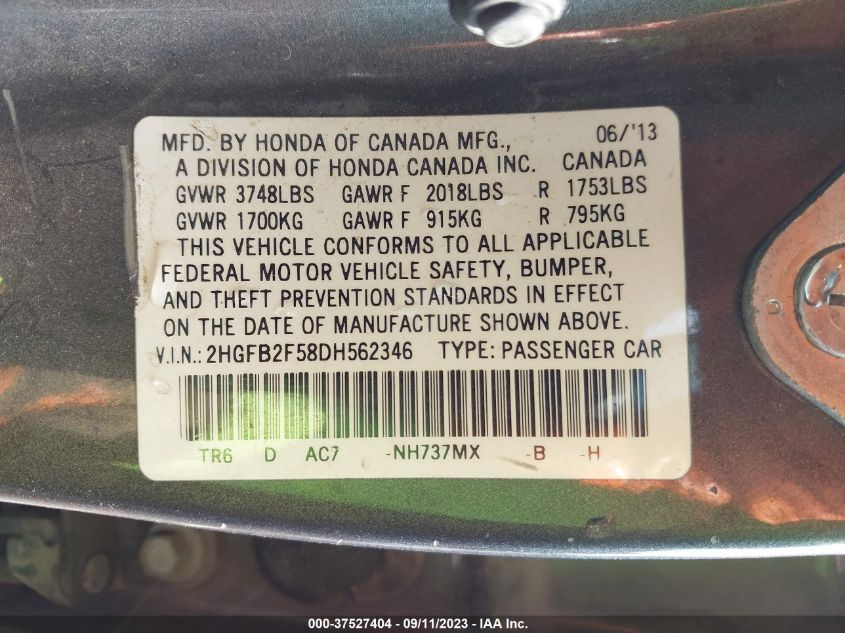 MFD. BY HONDA OF CANADA MFG., 06/'13
A DIVISION OF HONDA CANADA INC. CANADA
GVWR 3748LBS GAWR F 2018LBS R 1753LBS
GVWR 1700KG GAWR F 915KG R 795KG
THIS VEHICLE CONFORMS TO ALL APPLICABLE
FEDERAL MOTOR VEHICLE SAFETY, BUMPER,
AND THEFT PREVENTION STANDARDS IN EFFECT
ON THE DATE OF MANUFACTURE SHOWN ABOVE.
V.I.N.: 2HGFB2F58DH562346 TYPE: PASSENGER CAR
TR6 D AC7 -NH737MX -B -H
000-37527404 - 09/11/2023 - IAA Inc.